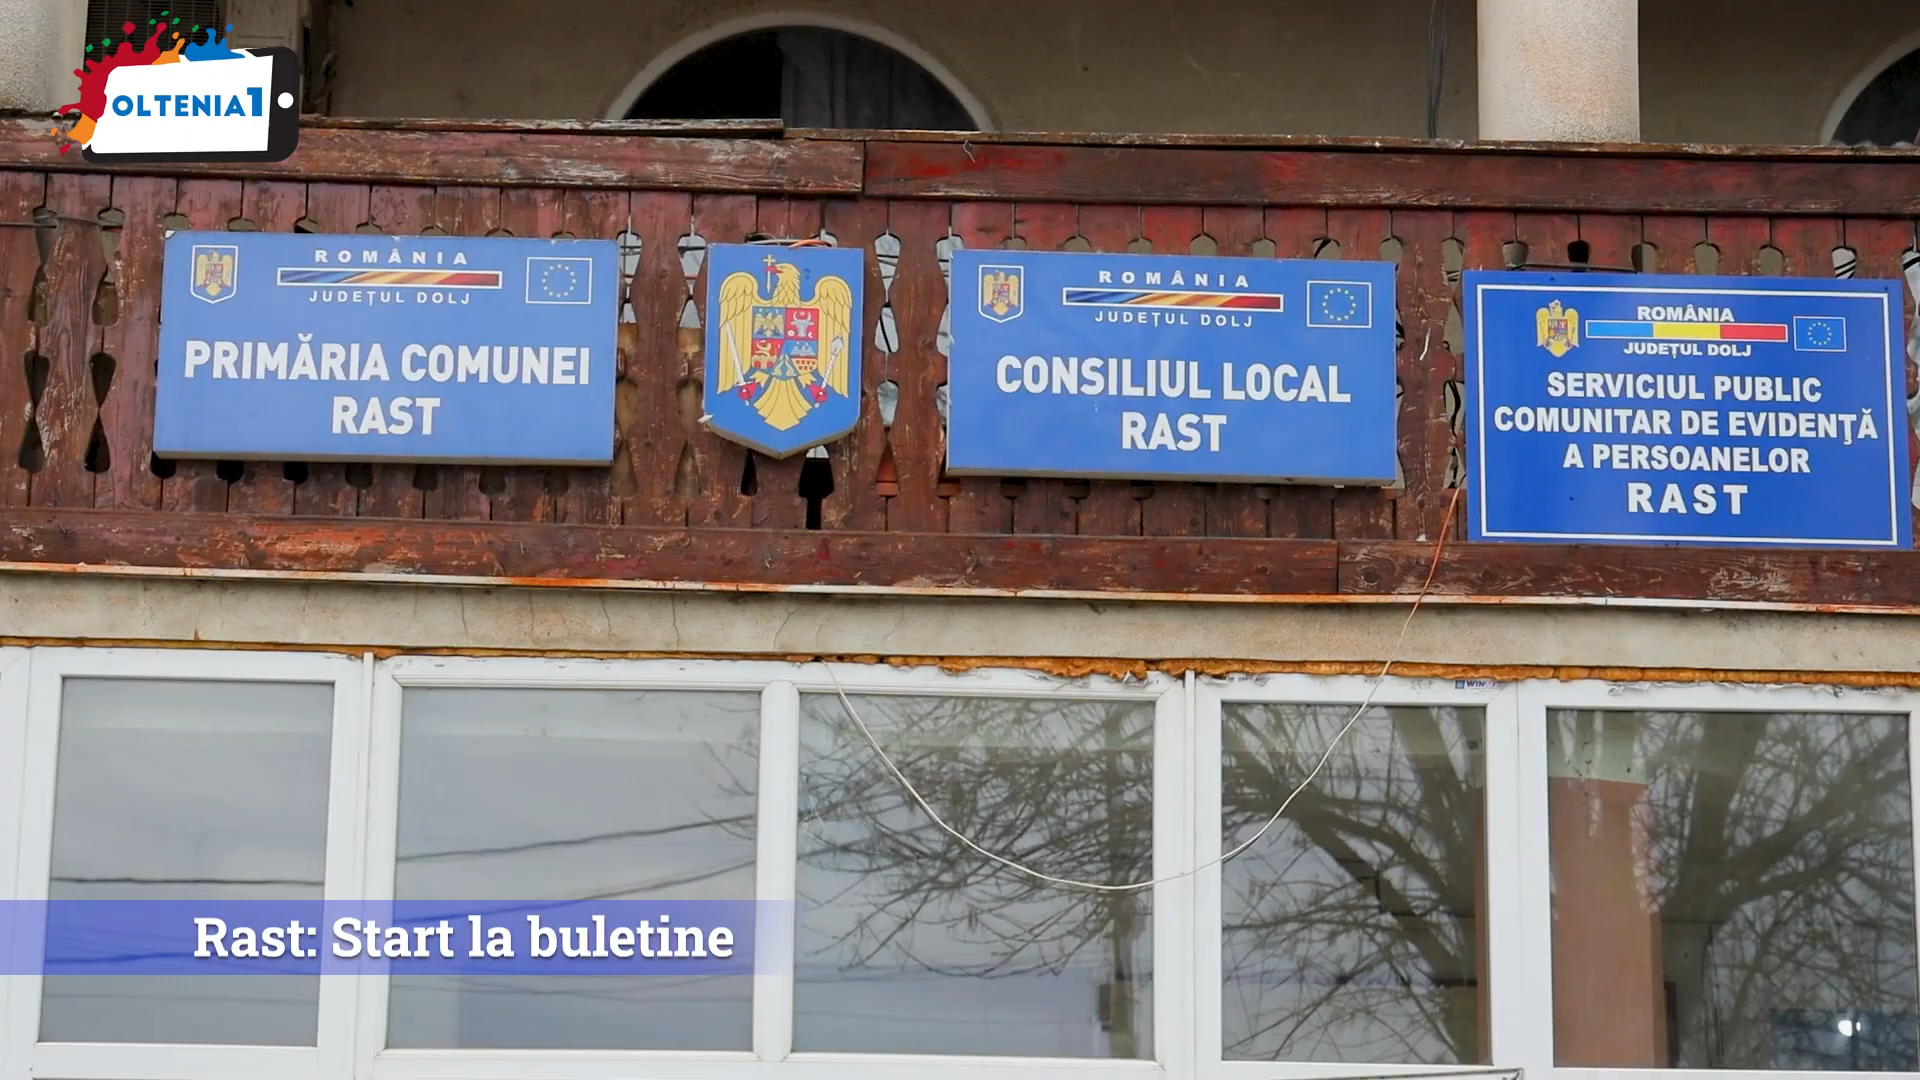 OLTENIA1
ROMÂNIA
JUDEȚUL DOLJ
PRIMĂRIA COMUNEI
RAST
ROMÂNIA
JUDEȚUL DOLJ
CONSILIUL LOCAL
RAST
ROMÂNIA
JUDEȚUL DOLJ
SERVICIUL PUBLIC
COMUNITAR DE EVIDENŢĂ
A PERSOANELOR
RAST
Rast: Start la buletine